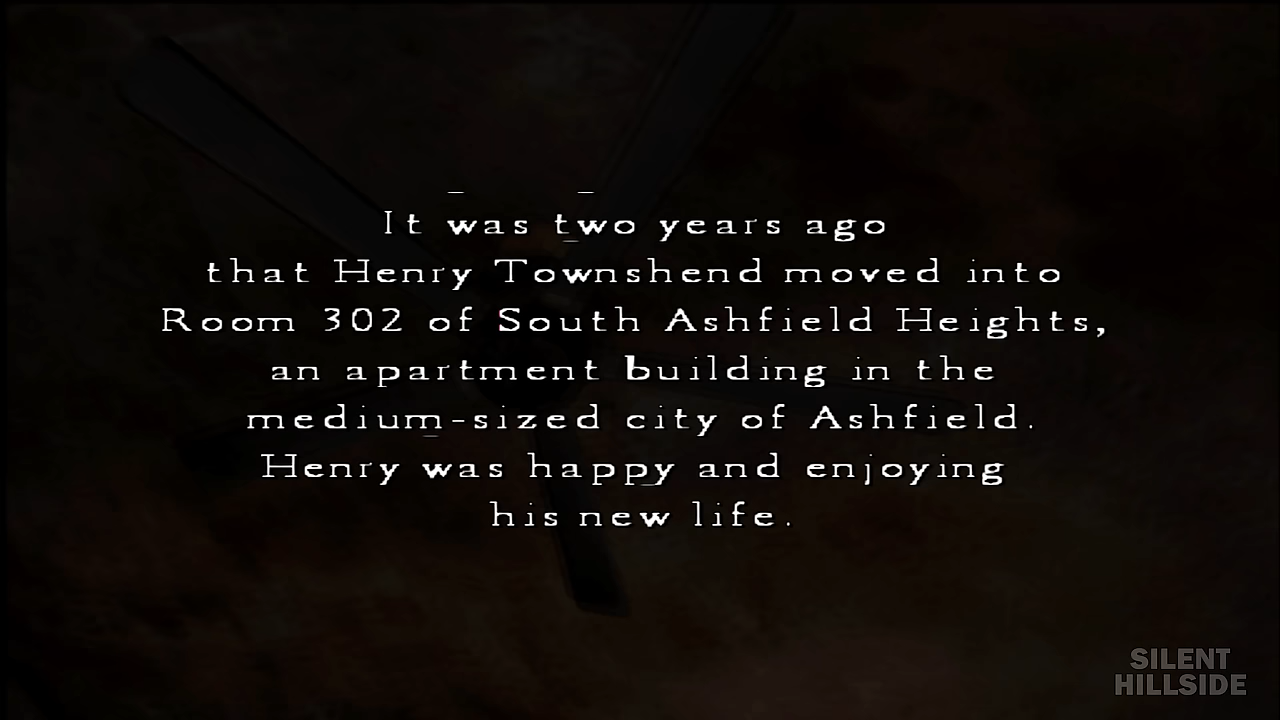 It was two years ago
that Henry Townshend moved into
Room 302 of South Ashfield Heights,
an apartment building in the
medium-sized city of Ashfield.
Henry was happy and enjoying
his new life.
SILENT
HILLSIDE